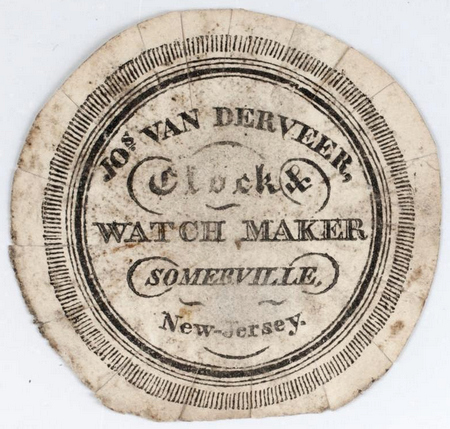 JOS. VAN DERVEER,
Clock &
WATCH MAKER
SOMERVILLE,
New-Jersey.